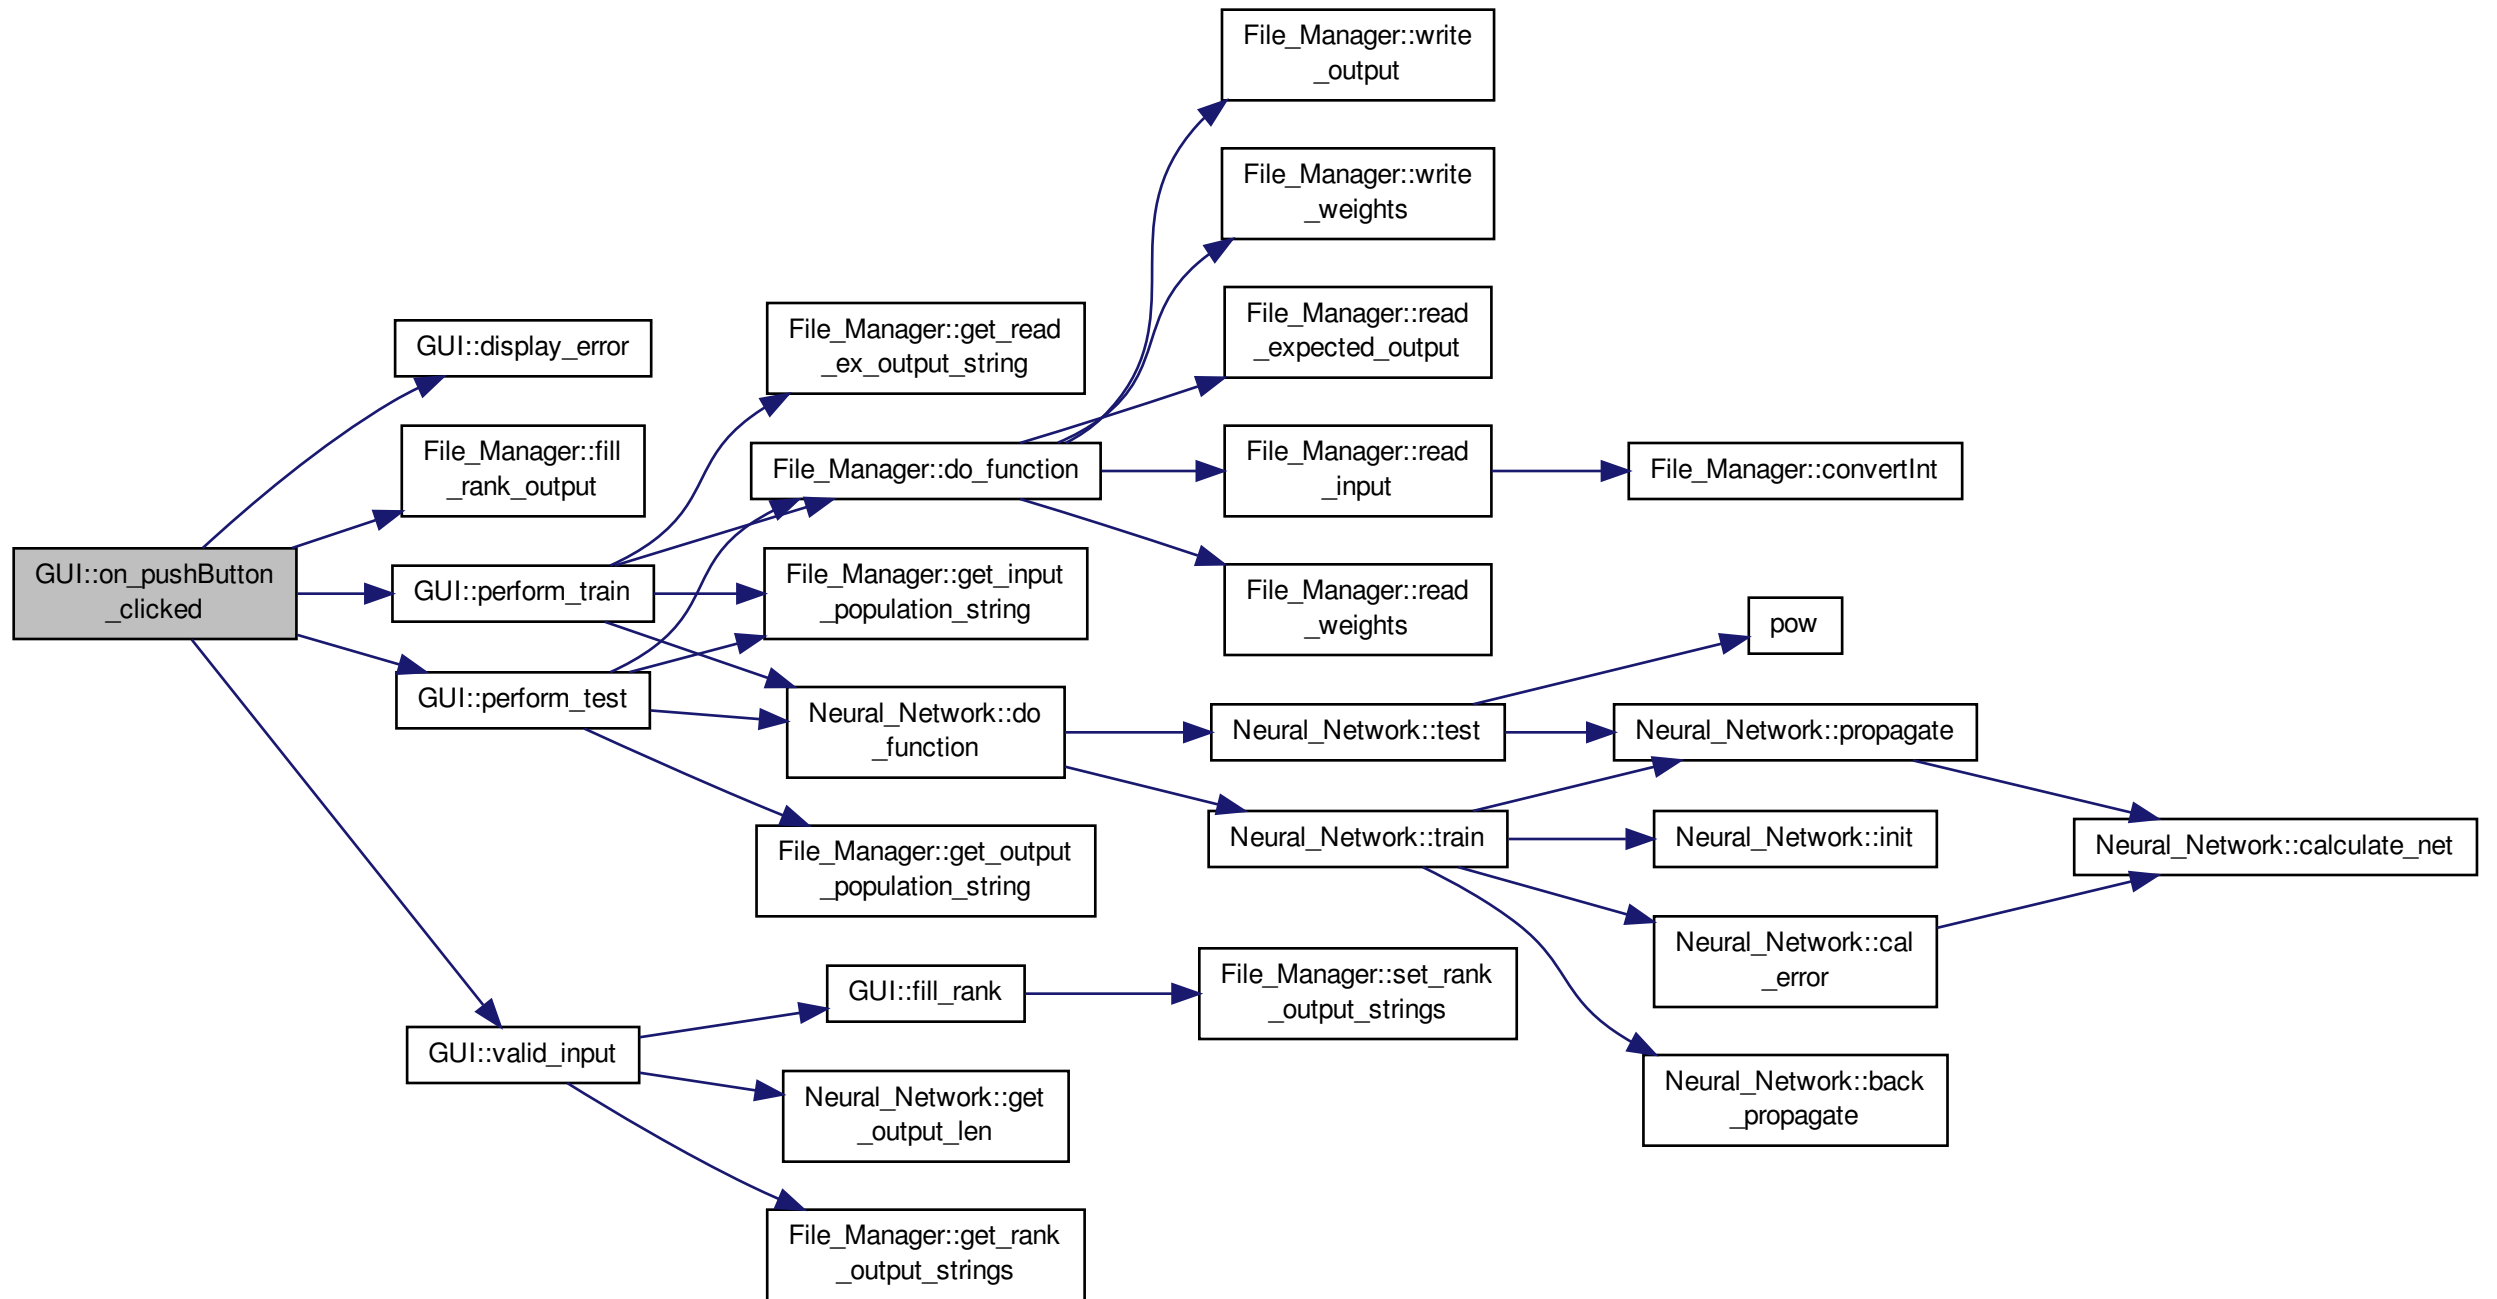 GUI::on_pushButton
_clicked
GUI::display_error
File_Manager::fill
_rank_output
GUI::perform_train
GUI::perform_test
GUI::valid_input
File_Manager::get_read
_ex_output_string
File_Manager::do_function
File_Manager::get_input
_population_string
Neural_Network::do
_function
File_Manager::get_output
_population_string
GUI::fill_rank
Neural_Network::get
_output_len
File_Manager::get_rank
_output_strings
File_Manager::write
_output
File_Manager::write
_weights
File_Manager::read
_expected_output
File_Manager::read
_input
File_Manager::read
_weights
Neural_Network::test
Neural_Network::train
File_Manager::set_rank
_output_strings
File_Manager::convertInt
pow
Neural_Network::propagate
Neural_Network::init
Neural_Network::cal
_error
Neural_Network::back
_propagate
Neural_Network::calculate_net